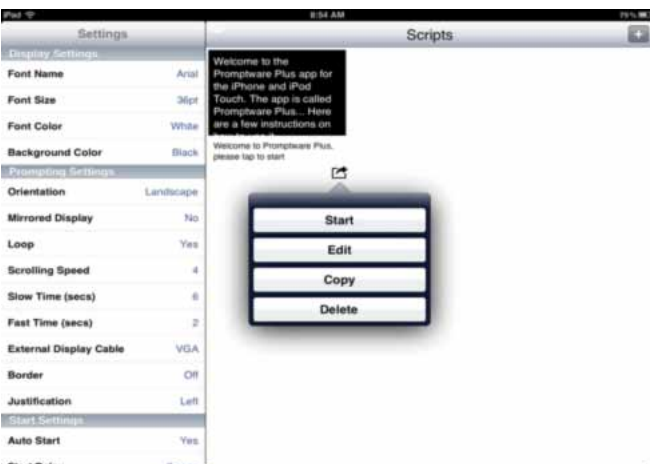 iPad 8:54 AM 79%
Settings
Scripts
+
Display Settings
Font Name Arial
Font Size 36pt
Font Color White
Background Color Black
Prompting Settings
Orientation Landscape
Mirrored Display No
Loop Yes
Scrolling Speed 4
Slow Time (secs) 6
Fast Time (secs) 2
External Display Cable VGA
Border Off
Justification Left
Start Settings
Auto Start Yes
Welcome to the
Promptware Plus app for
the iPhone and iPod
Touch. The app is called
Promptware Plus... Here
are a few instructions on
Welcome to Promptware Plus,
please tap to start
Start
Edit
Copy
Delete